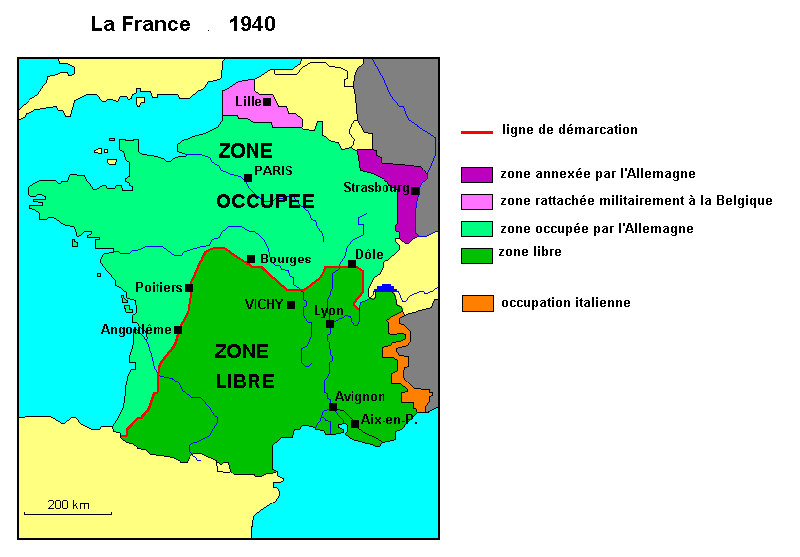 La France . 1940
Lille
ZONE
PARIS
Strasbourg
OCCUPEE
Bourges
Dôle
Poiriers
VICHY
Lyon
Angoulême
ZONE
LIBRE
Avignon
Aix-en-P.
200 km
ligne de démarcation
zone annexée par l'Allemagne
zone rattachée militairement à la Belgique
zone occupée par l'Allemagne
zone libre
occupation italienne